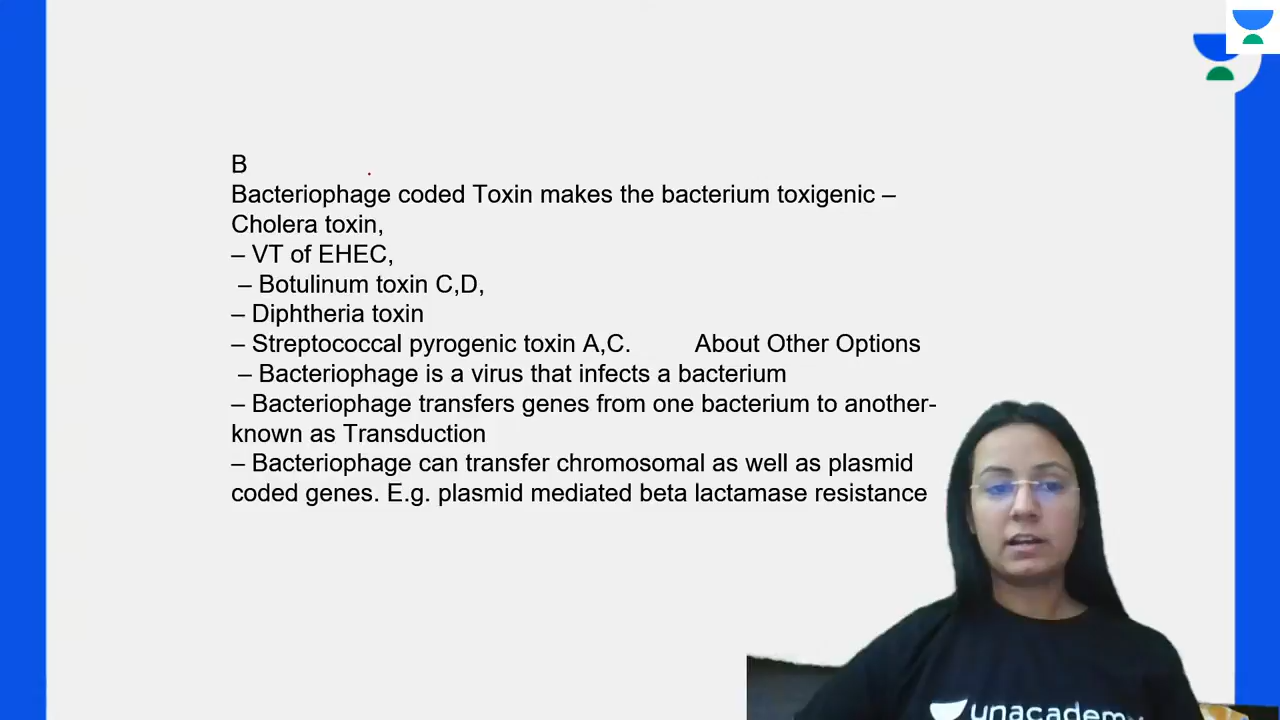 B
Bacteriophage coded Toxin makes the bacterium toxigenic –
Cholera toxin,
– VT of EHEC,
– Botulinum toxin C,D,
– Diphtheria toxin
– Streptococcal pyrogenic toxin A,C. About Other Options
– Bacteriophage is a virus that infects a bacterium
– Bacteriophage transfers genes from one bacterium to another-
known as Transduction
– Bacteriophage can transfer chromosomal as well as plasmid
coded genes. E.g. plasmid mediated beta lactamase resistance
unacademy